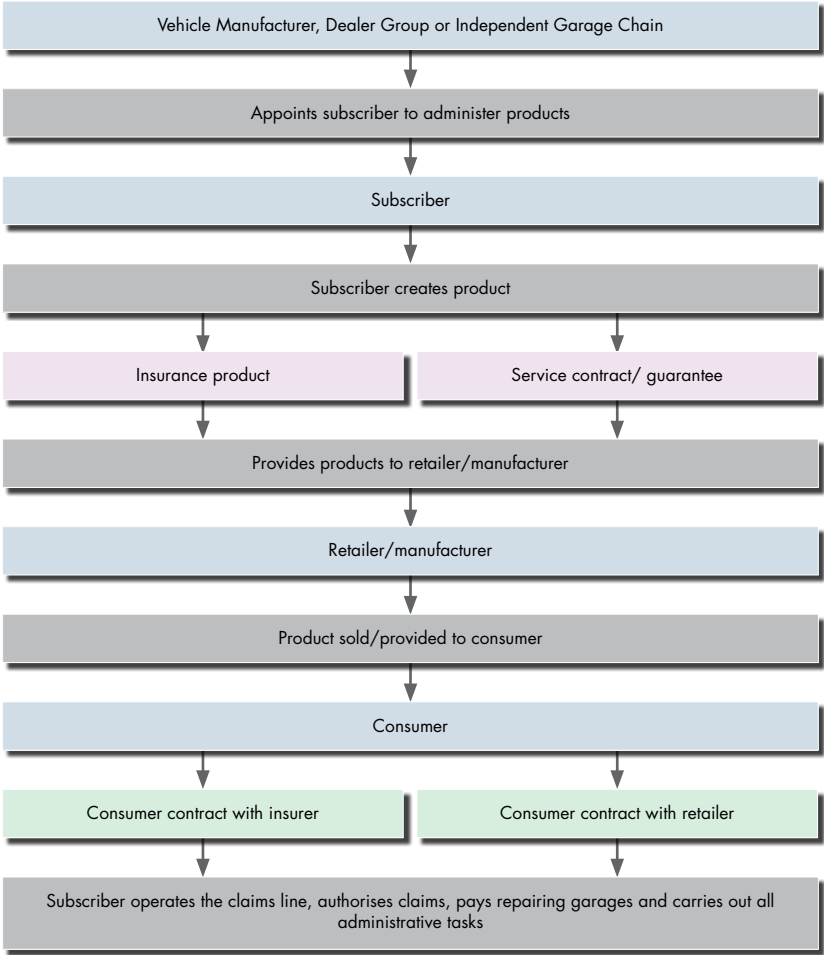 Vehicle Manufacturer, Dealer Group or Independent Garage Chain
Appoints subscriber to administer products
Subscriber
Subscriber creates product
Insurance product
Service contract/ guarantee
Provides products to retailer/manufacturer
Retailer/manufacturer
Product sold/provided to consumer
Consumer
Consumer contract with insurer
Consumer contract with retailer
Subscriber operates the claims line, authorises claims, pays repairing garages and carries out all
administrative tasks